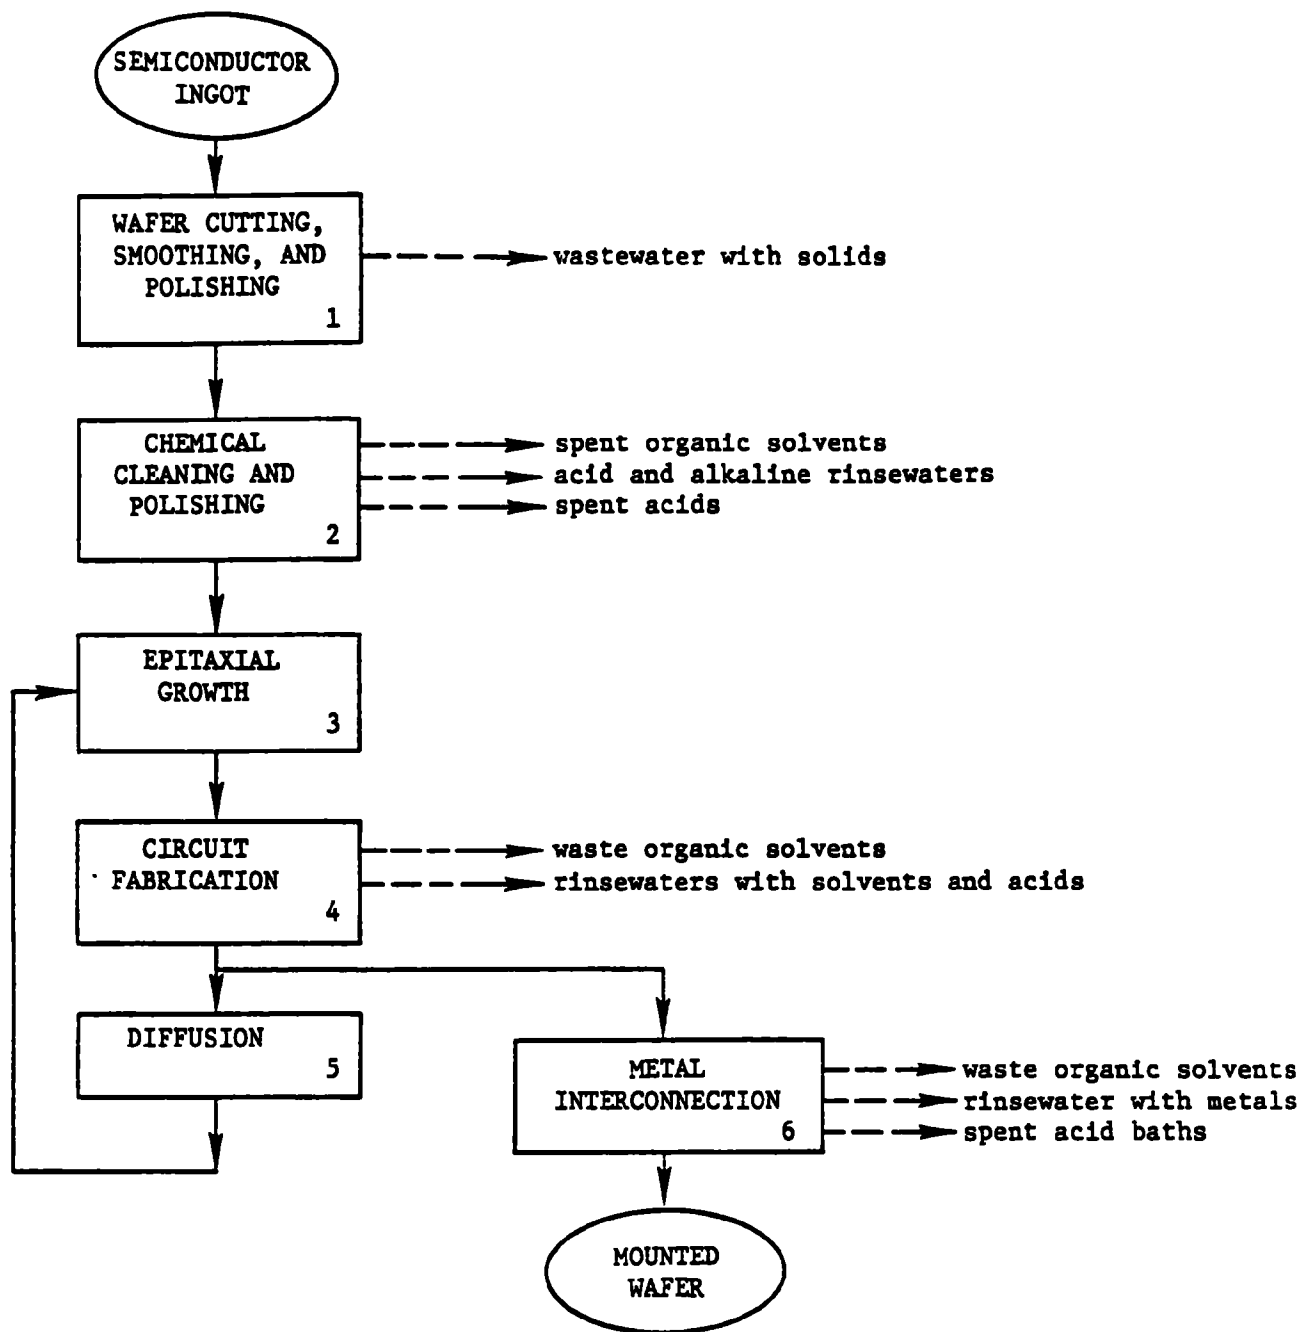 SEMICONDUCTOR
INGOT
WAFER CUTTING,
SMOOTHING, AND
POLISHING
1
wastewater with solids
CHEMICAL
CLEANING AND
POLISHING
2
spent organic solvents
acid and alkaline rinsewaters
spent acids
EPITAXIAL
GROWTH
3
CIRCUIT
FABRICATION
4
waste organic solvents
rinsewaters with solvents and acids
DIFFUSION
5
METAL
INTERCONNECTION
6
waste organic solvents
rinsewater with metals
spent acid baths
MOUNTED
WAFER